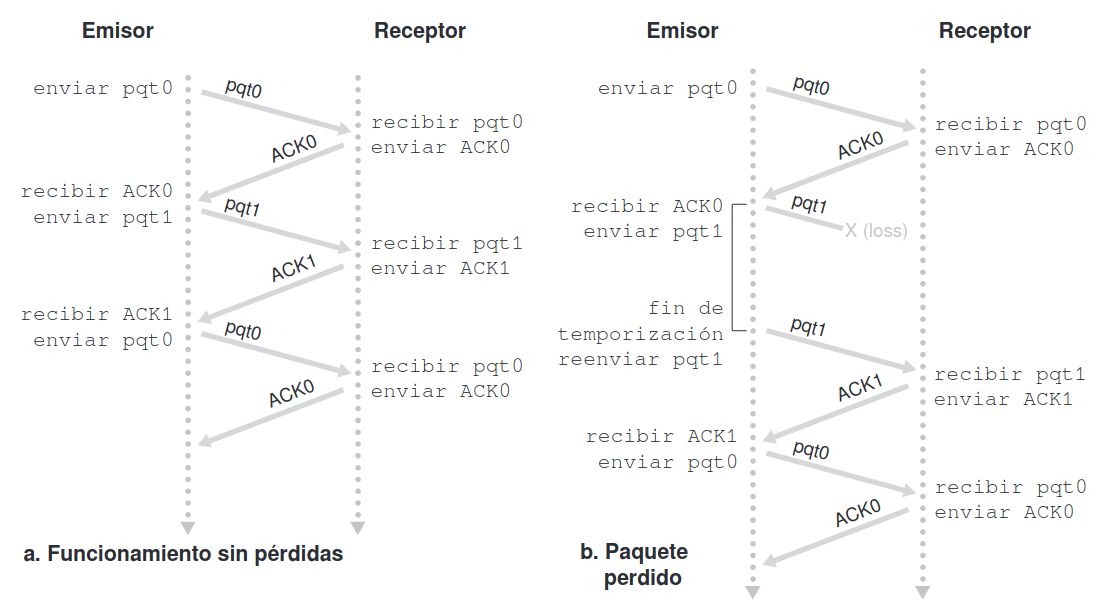 Emisor
Receptor
enviar pqt0
pqt0
recibir pqt0
enviar ACK0
ACK0
recibir ACK0
enviar pqt1
pqt1
recibir pqt1
enviar ACK1
ACK1
recibir ACK1
enviar pqt0
pqt0
recibir pqt0
enviar ACK0
ACK0
a. Funcionamiento sin pérdidas
Emisor
Receptor
enviar pqt0
pqt0
recibir pqt0
enviar ACK0
ACK0
recibir ACK0
enviar pqt1
pqt1
X (loss)
fin de
temporización
reenviar pqt1
pqt1
recibir pqt1
enviar ACK1
ACK1
recibir ACK1
enviar pqt0
pqt0
recibir pqt0
enviar ACK0
ACK0
b. Paquete
perdido